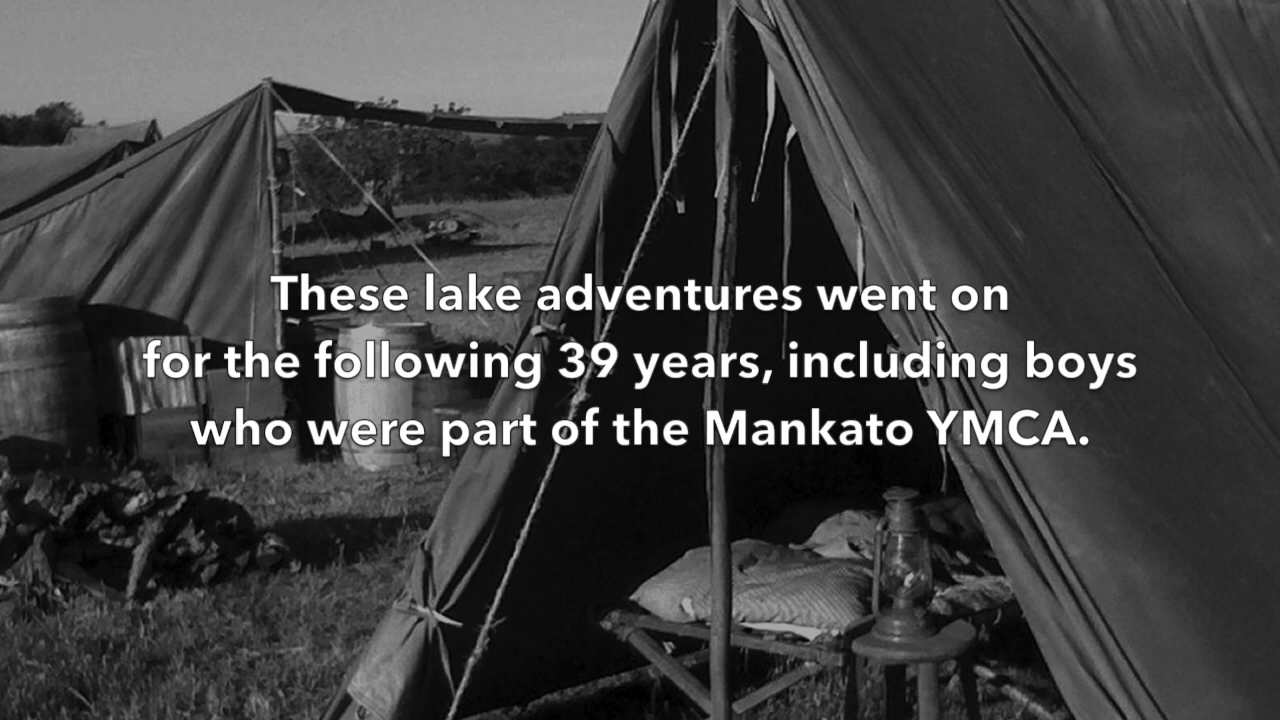 These lake adventures went on
for the following 39 years, including boys
who were part of the Mankato YMCA.